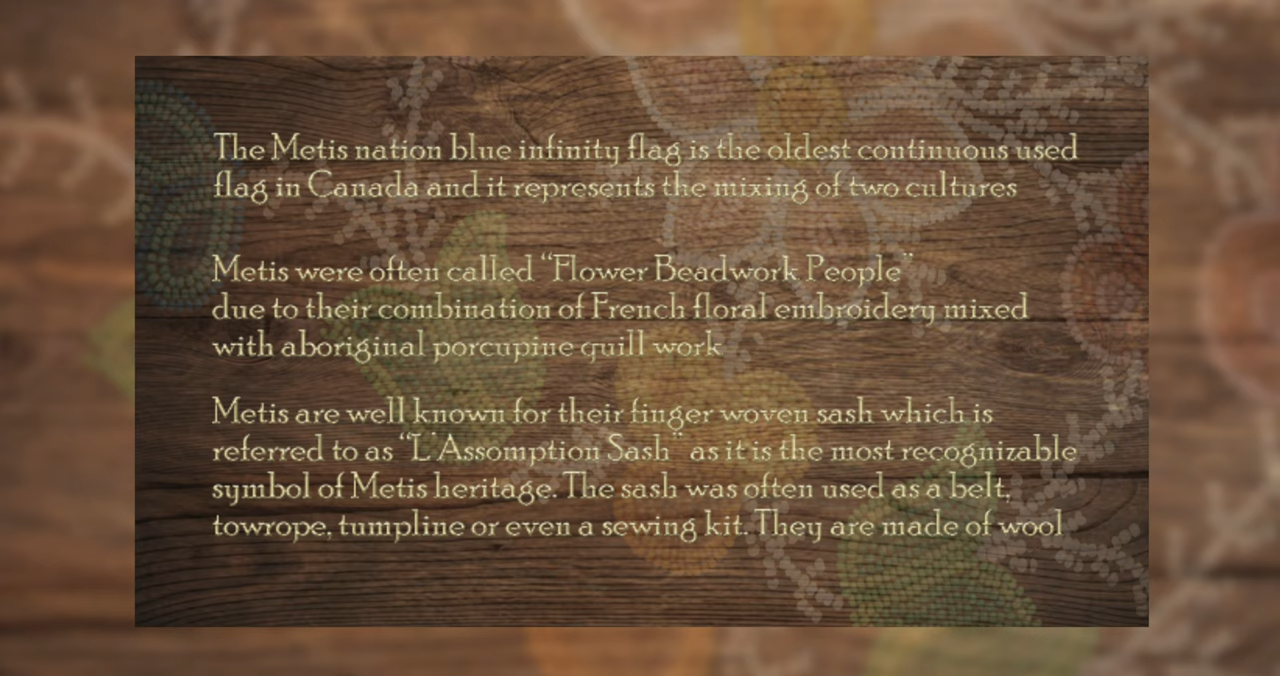 The Metis nation blue infinity flag is the oldest continuous used
flag in Canada and it represents the mixing of two cultures
Metis were often called “Flower Beadwork People”
due to their combination of French floral embroidery mixed
with aboriginal porcupine quill work
Metis are well known for their finger woven sash which is
referred to as “L'Assomption Sash” as it is the most recognizable
symbol of Metis heritage. The sash was often used as a belt,
towrope, tumpline or even a sewing kit. They are made of wool